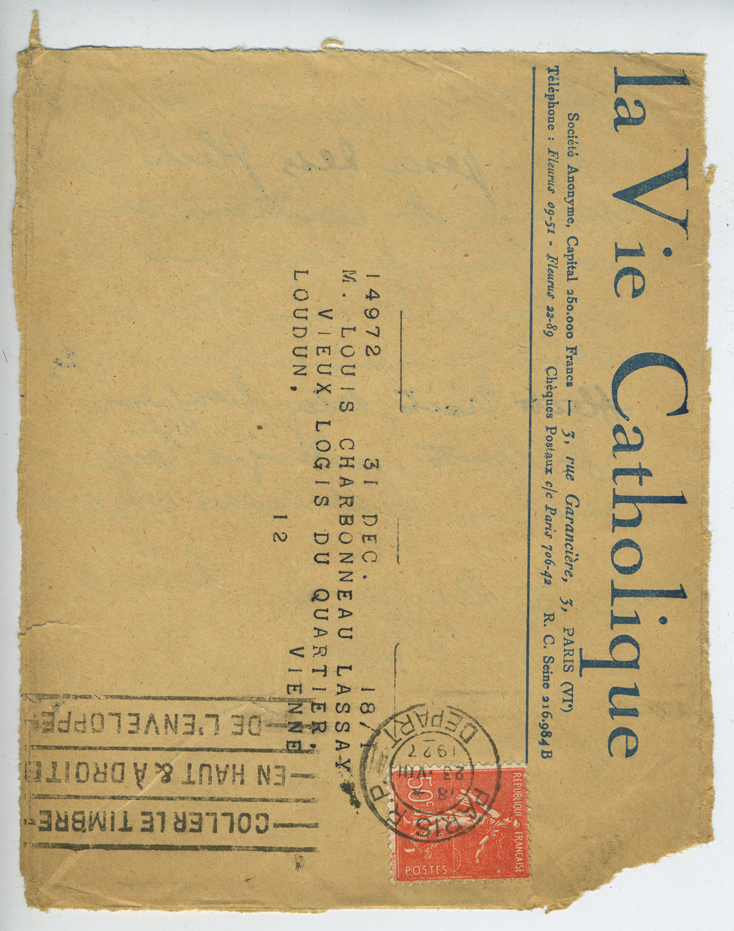 la Vie Catholique
Société Anonyme, Capital 250.000 Francs — 3, rue Garancière, 3, PARIS (VIe)
Téléphone : Fleurus 09-51 - Fleurus 22-89 Chèques Postaux c/c Paris 706-42 R. C. Seine 216.984 B
14972 31 DEC. 18/1
M. LOUIS CHARBONNEAU LASSAY
VIEUX LOGIS DU QUARTIER,
LOUDUN, VIENNE
12
REPUBLIQUE FRANÇAISE
50c
POSTES
PARIS R.P
DEPART
18
23 VIII
1927
COLLER LE TIMBRE
EN HAUT & À DROITE
DE L'ENVELOPPE